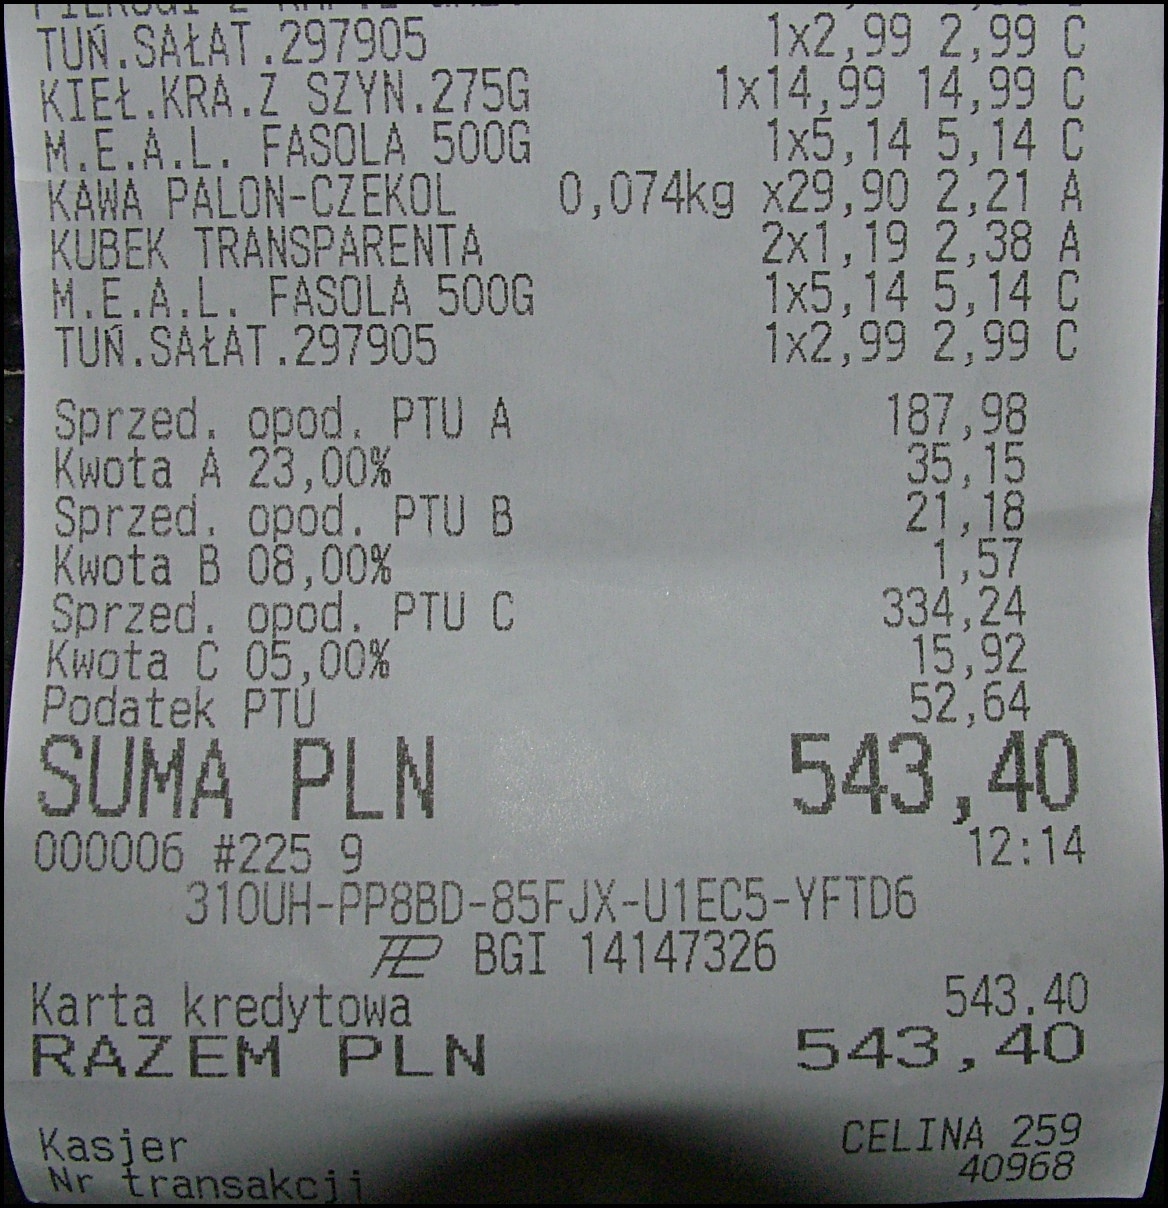 TUŃ.SAŁAT.297905 1x2,99 2,99 C
KIEŁ.KRA.Z SZYN.275G 1x14,99 14,99 C
M.E.A.L. FASOLA 500G 1x5,14 5,14 C
KAWA PALON-CZEKOL 0,074kg x29,90 2,21 A
KUBEK TRANSPARENTA 2x1,19 2,38 A
M.E.A.L. FASOLA 500G 1x5,14 5,14 C
TUŃ.SAŁAT.297905 1x2,99 2,99 C
Sprzed. opod. PTU A 187,98
Kwota A 23,00% 35,15
Sprzed. opod. PTU B 21,18
Kwota B 08,00% 1,57
Sprzed. opod. PTU C 334,24
Kwota C 05,00% 15,92
Podatek PTU 52,64
SUMA PLN 543,40
000006 #225 9 12:14
310UH-PP8BD-85FJX-U1EC5-YFTD6
BGI 14147326
Karta kredytowa 543.40
RAZEM PLN 543,40
Kasjer CELINA 259
Nr transakcji 40968